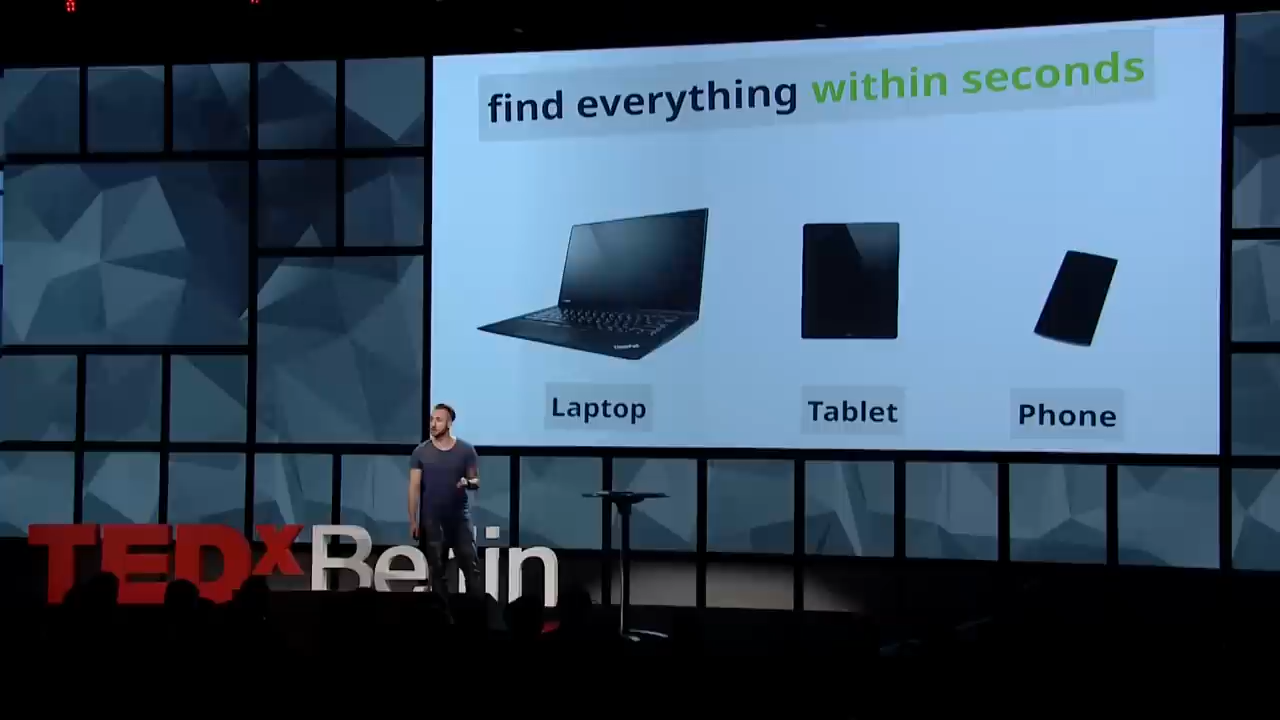 find everything within seconds
Laptop
Tablet
Phone
TEDxBerlin